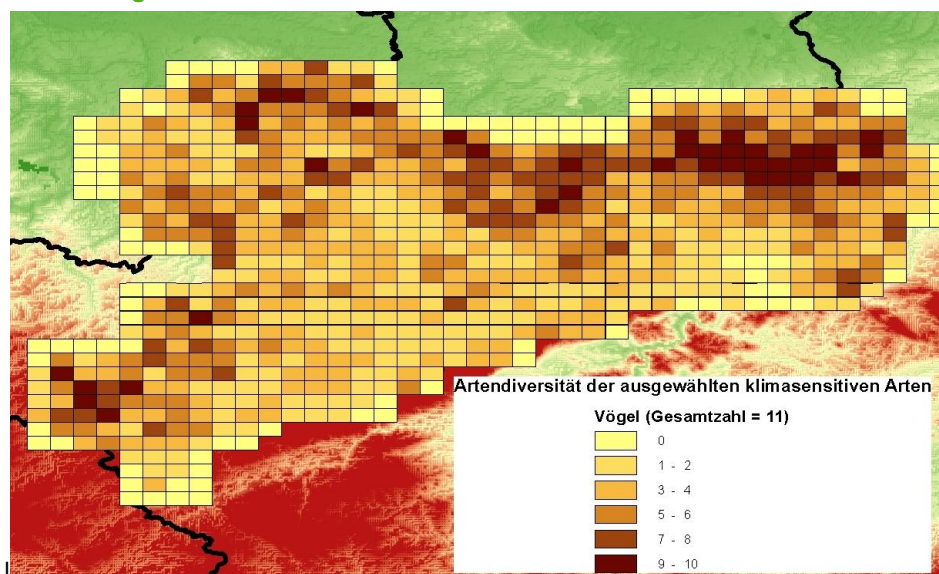 g
Artendiversität der ausgewählten klimasensitiven Arten
Vögel (Gesamtzahl = 11)
0
1 - 2
3 - 4
5 - 6
7 - 8
9 - 10